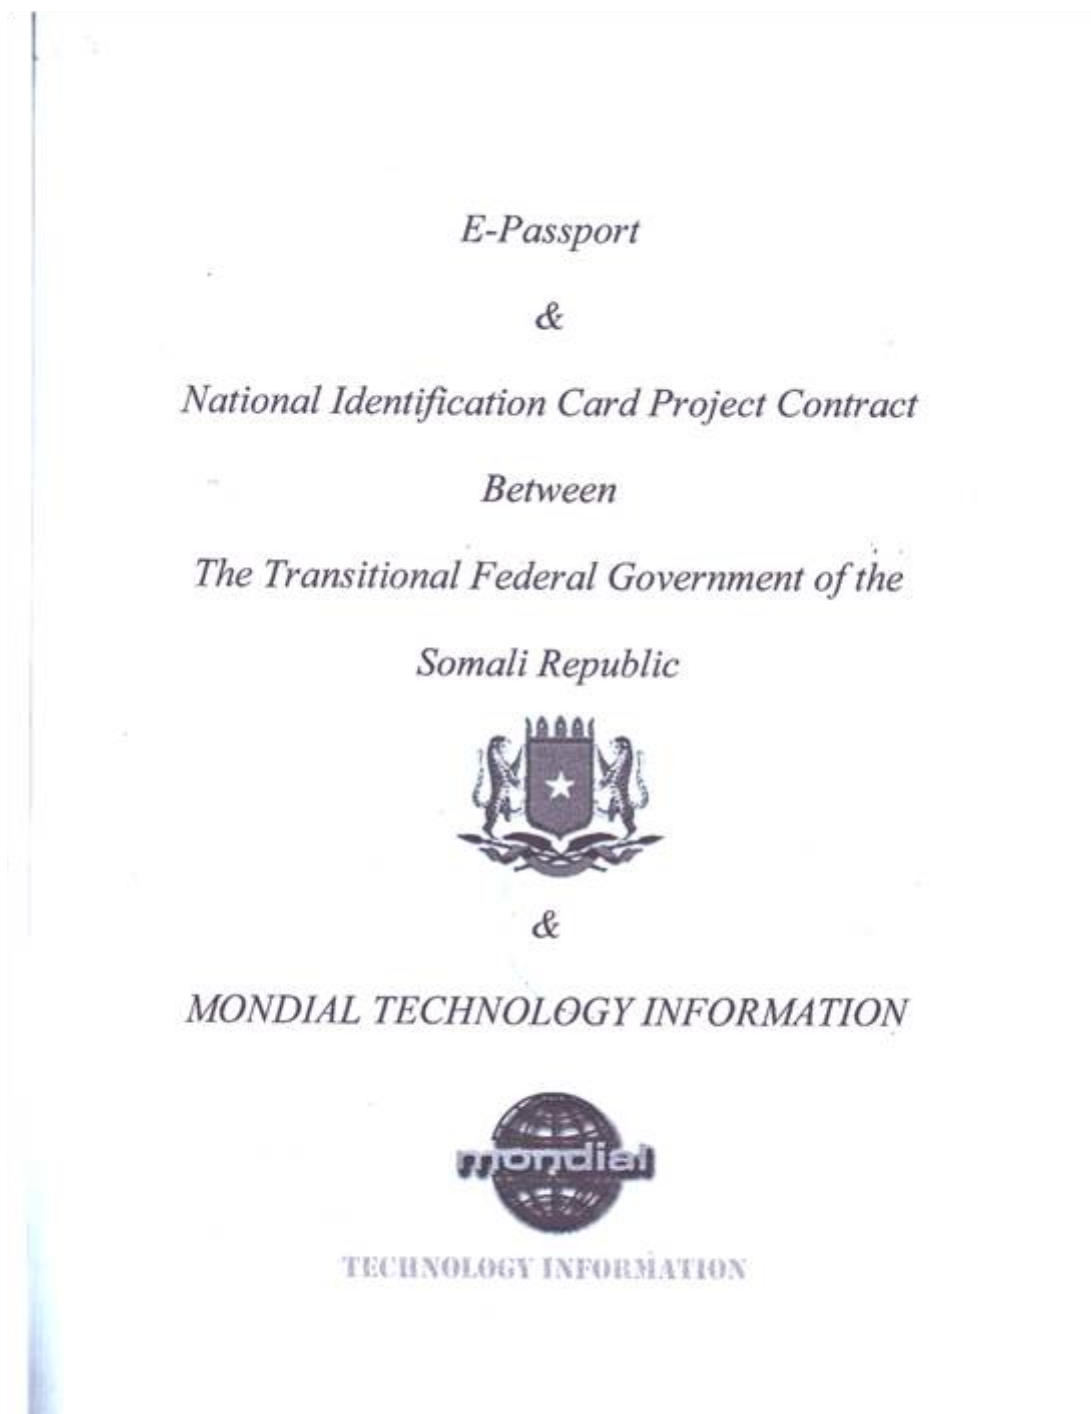 E-Passport
&
National Identification Card Project Contract
Between
The Transitional Federal Government of the
Somali Republic
&
MONDIAL TECHNOLOGY INFORMATION
mondial
TECHNOLOGY INFORMATION